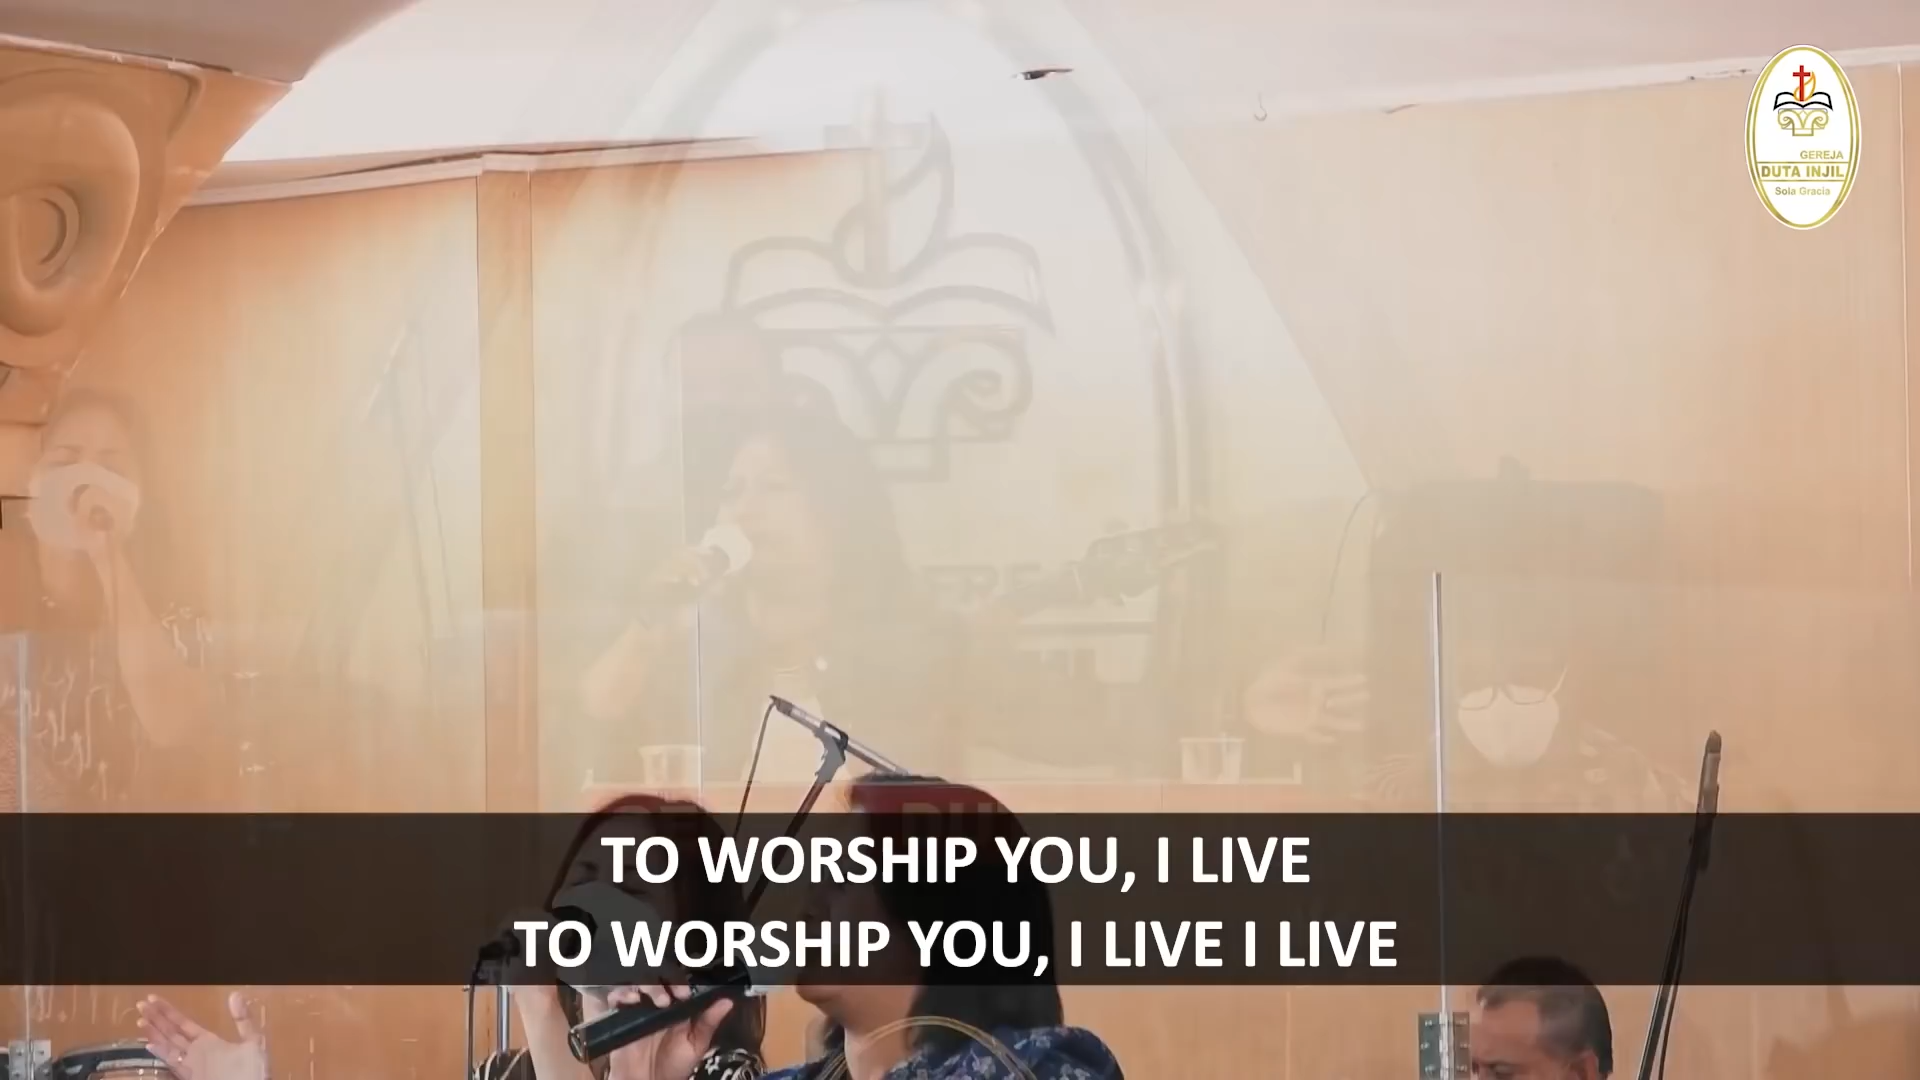 GEREJA
DUTA INJIL
Sola Gracia
TO WORSHIP YOU, I LIVE
TO WORSHIP YOU, I LIVE I LIVE